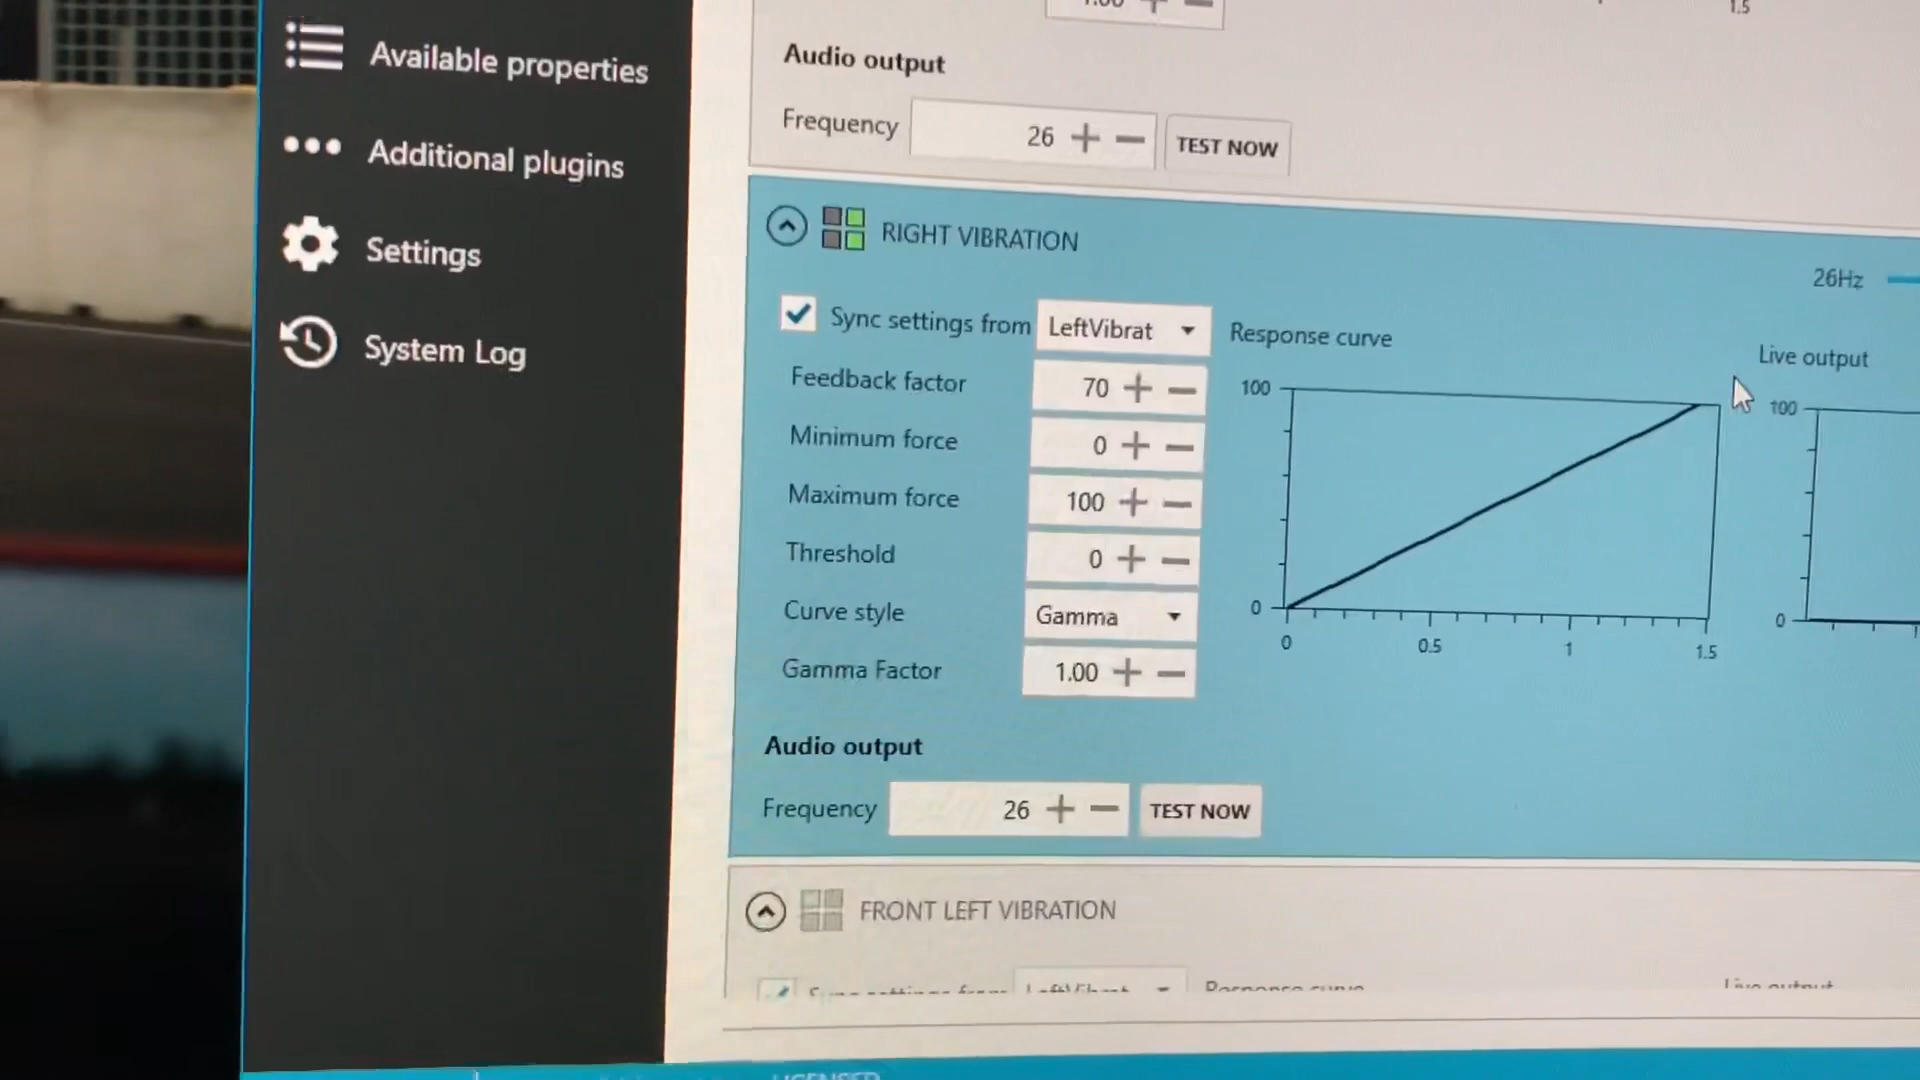 Available properties
Additional plugins
Settings
System Log
1.5
Audio output
Frequency 26 TEST NOW
RIGHT VIBRATION
26Hz
Sync settings from LeftVibrat
Response curve
Live output
Feedback factor 70
Minimum force 0
Maximum force 100
Threshold 0
Curve style Gamma
Gamma Factor 1.00
100
0
0 0.5 1 1.5
100
0
Audio output
Frequency 26 TEST NOW
FRONT LEFT VIBRATION